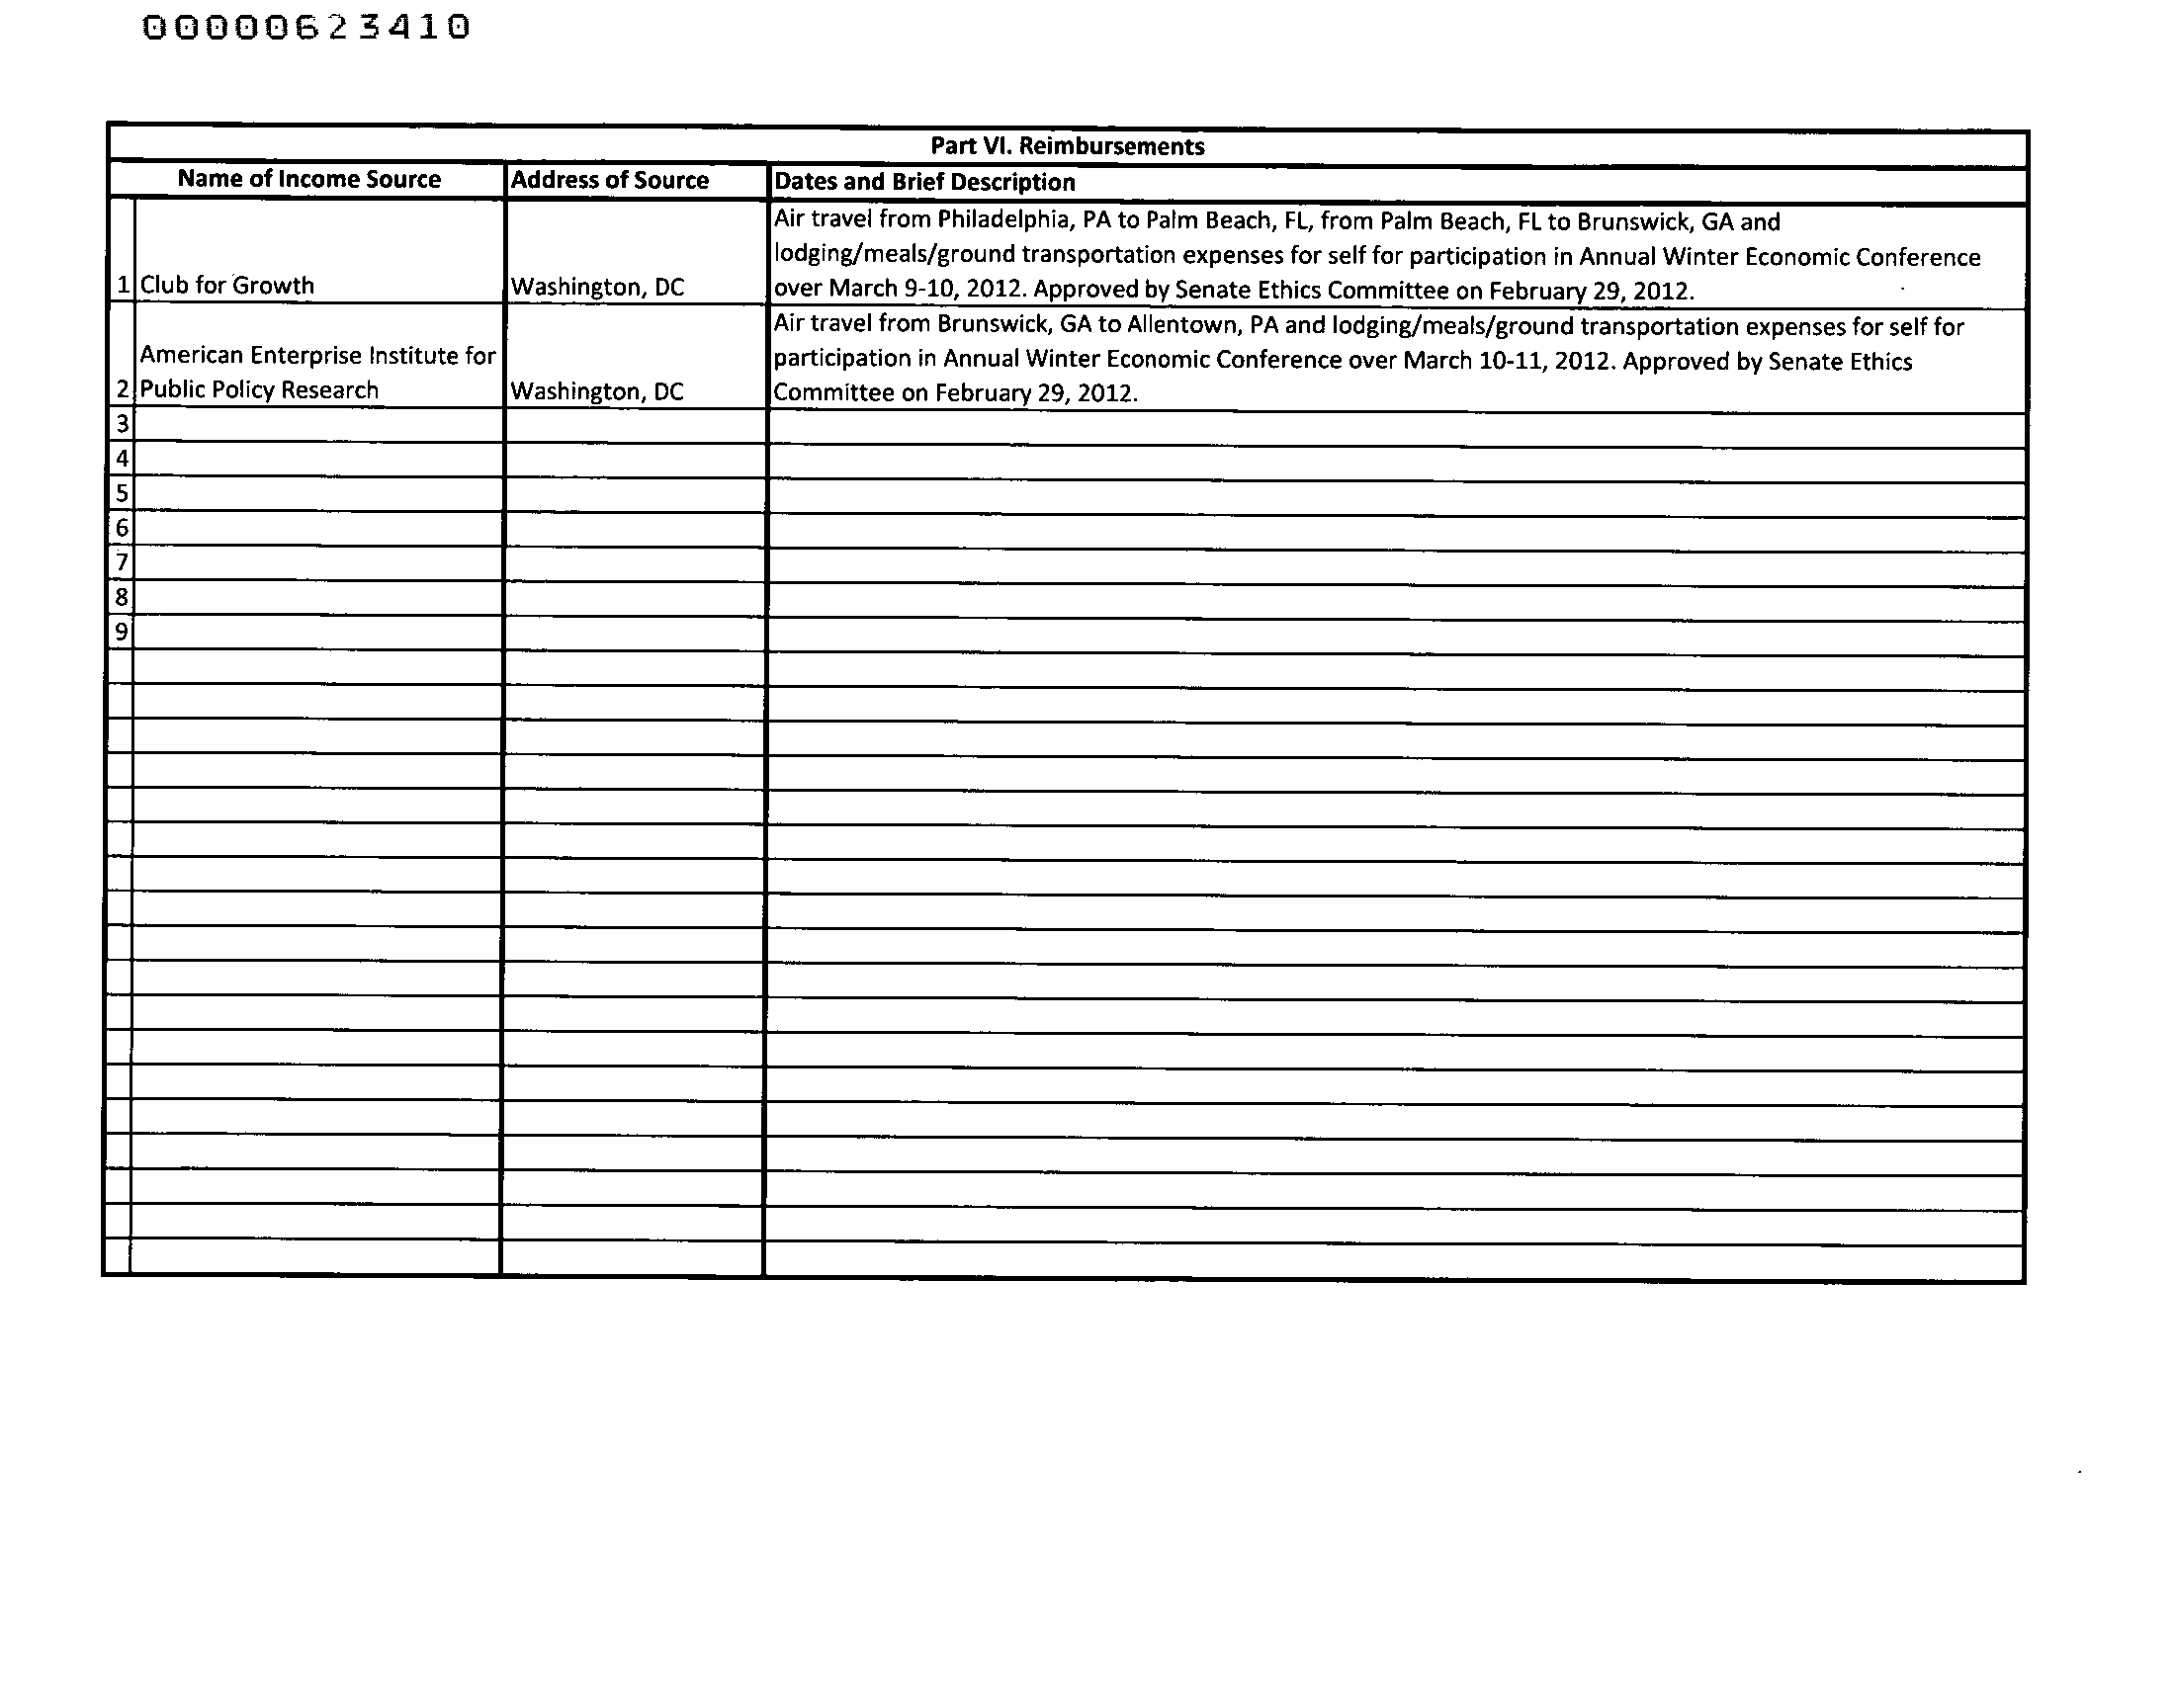 00000623410
Part VI. Reimbursements
Name of Income Source Address of Source Dates and Brief Description
Air travel from Philadelphia, PA to Palm Beach, FL, from Palm Beach, FL to Brunswick, GA and
lodging/meals/ground transportation expenses for self for participation in Annual Winter Economic Conference
1 Club for Growth Washington, DC over March 9-10, 2012. Approved by Senate Ethics Committee on February 29, 2012.
Air travel from Brunswick, GA to Allentown, PA and lodging/meals/ground transportation expenses for self for
American Enterprise Institute for participation in Annual Winter Economic Conference over March 10-11, 2012. Approved by Senate Ethics
2 Public Policy Research Washington, DC Committee on February 29, 2012.
3
4
5
6
7
8
9